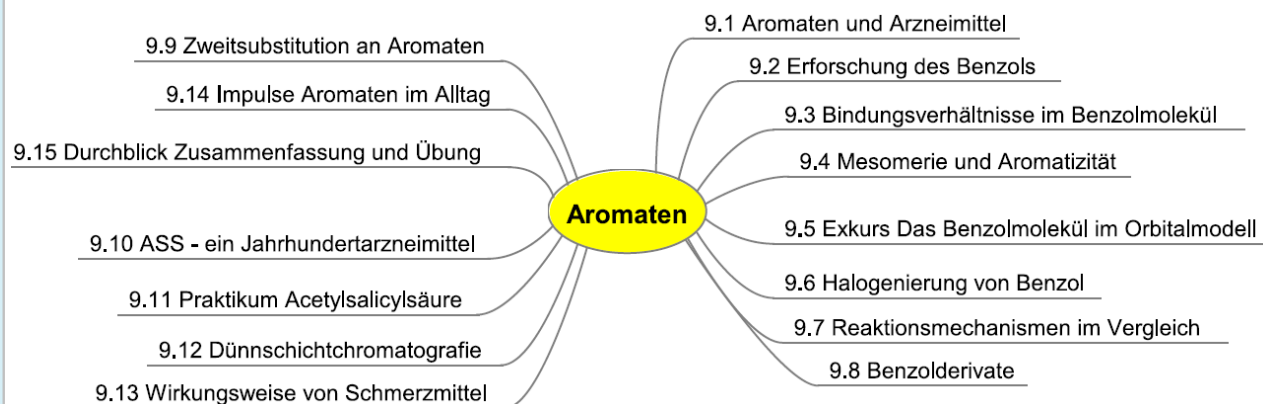 9.1 Aromaten und Arzneimittel
9.9 Zweitsubstitution an Aromaten
9.2 Erforschung des Benzols
9.14 Impulse Aromaten im Alltag
9.3 Bindungsverhältnisse im Benzolmolekül
9.15 Durchblick Zusammenfassung und Übung
9.4 Mesomerie und Aromatizität
Aromaten
9.5 Exkurs Das Benzolmolekül im Orbitalmodell
9.10 ASS - ein Jahrhundertarzneimittel
9.6 Halogenierung von Benzol
9.11 Praktikum Acetylsalicylsäure
9.7 Reaktionsmechanismen im Vergleich
9.12 Dünnschichtchromatografie
9.8 Benzolderivate
9.13 Wirkungsweise von Schmerzmittel